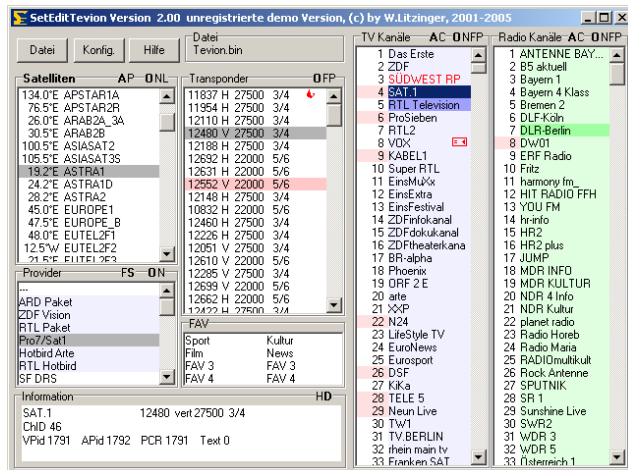 SetEditTevion Version 2.00 unregistrierte demo Version, (c) by W.Litzinger, 2001-2005
Datei
Konfig.
Hilfe
Datei
Tevion.bin
Satelliten AP ONL
134.0°E APSTAR1A
76.5°E APSTAR2R
26.0°E ARAB2A_3A
30.5°E ARAB2B
100.5°E ASIASAT2
105.5°E ASIASAT3S
19.2°E ASTRA1
24.2°E ASTRA1D
28.2°E ASTRA2
45.0°E EUROPE1
47.5°E EUROPE_B
48.0°E EUTEL2F1
12.5°W EUTEL2F2
21.5°E EUTEL2F3
Transponder OFP
11837 H 27500 3/4
11954 H 27500 3/4
12110 H 27500 3/4
12480 V 27500 3/4
12188 H 27500 3/4
12692 H 22000 5/6
12631 H 22000 5/6
12552 V 22000 5/6
12148 H 27500 3/4
10832 H 22000 5/6
12460 H 27500 3/4
12226 H 27500 3/4
12051 V 27500 3/4
12610 V 22000 5/6
12285 V 27500 3/4
12699 V 22000 5/6
12662 H 22000 5/6
12422 H 27500 3/4
Provider FS ON
---
ARD Paket
ZDF Vision
RTL Paket
Pro7/Sat1
Hotbird Arte
RTL Hotbird
SF DRS
FAV
Sport Kultur
Film News
FAV 3 FAV 3
FAV 4 FAV 4
Information HD
SAT.1 12480 vert 27500 3/4
ChID 46
VPid 1791 APid 1792 PCR 1791 Text 0
TV Kanäle AC ONFP
1 Das Erste
2 ZDF
3 SÜDWEST RP
4 SAT.1
5 RTL Television
6 ProSieben
7 RTL2
8 VOX
9 KABEL1
10 Super RTL
11 EinsMuXx
12 EinsExtra
13 EinsFestival
14 ZDFinfokanal
15 ZDFdokukanal
16 ZDFtheaterkana
17 BR-alpha
18 Phoenix
19 ORF 2 E
20 arte
21 XXP
22 N24
23 LifeStyle TV
24 EuroNews
25 Eurosport
26 DSF
27 KiKa
28 TELE 5
29 Neun Live
30 TW1
31 TV.BERLIN
32 rhein main tv
33 Franken SAT
Radio Kanäle AC ONFP
1 ANTENNE BAY...
2 B5 aktuell
3 Bayern 1
4 Bayern 4 Klass
5 Bremen 2
6 DLF-Köln
7 DLR-Berlin
8 DW01
9 ERF Radio
10 Fritz
11 harmony fm_
12 HIT RADIO FFH
13 YOU FM
14 hr-info
15 HR2
16 HR2 plus
17 JUMP
18 MDR INFO
19 MDR KULTUR
20 NDR 4 Info
21 NDR Kultur
22 planet radio
23 Radio Horeb
24 Radio Maria
25 RADIOmultikult
26 Rock Antenne
27 SPUTNIK
28 SR 1
29 Sunshine Live
30 SWR2
31 WDR 3
32 WDR 5
33 Österreich 1